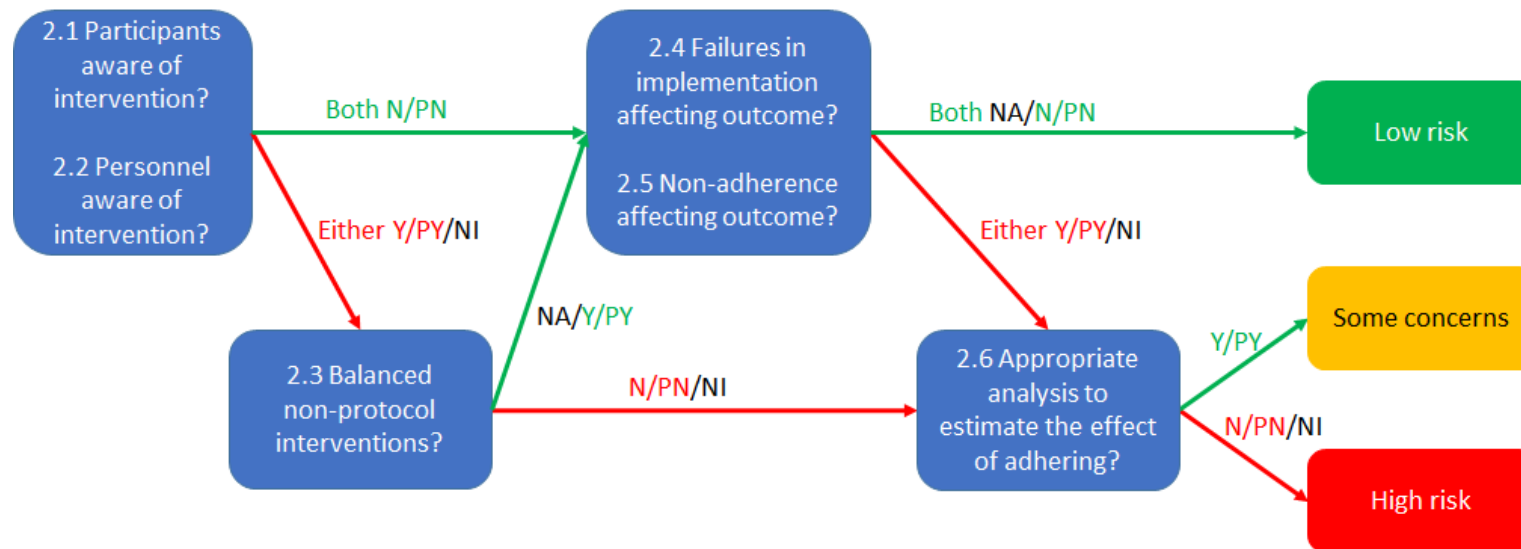 2.1 Participants
aware of
intervention?
2.2 Personnel
aware of
intervention?
Both N/PN
Either Y/PY/NI
2.3 Balanced
non-protocol
interventions?
NA/Y/PY
N/PN/NI
2.4 Failures in
implementation
affecting outcome?
2.5 Non-adherence
affecting outcome?
Both NA/N/PN
Either Y/PY/NI
2.6 Appropriate
analysis to
estimate the effect
of adhering?
Y/PY
N/PN/NI
Low risk
Some concerns
High risk